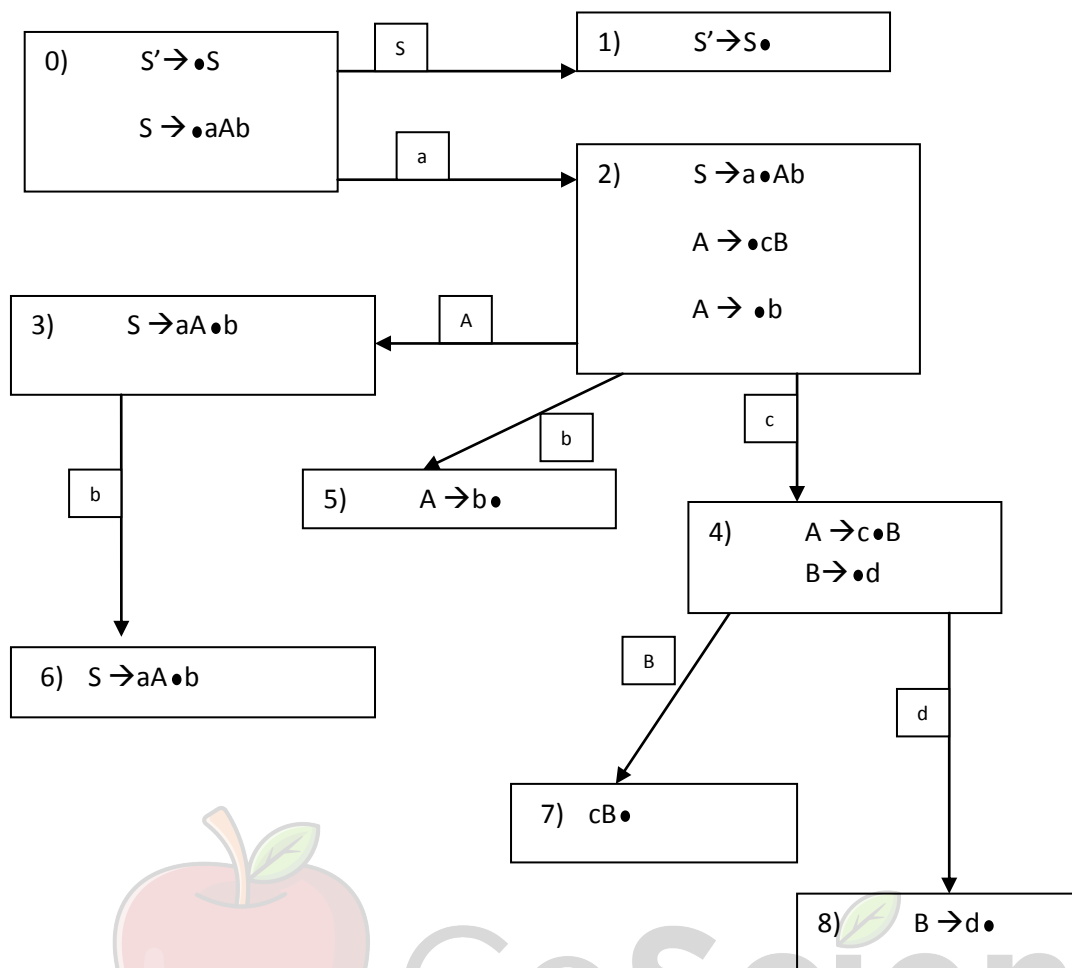 S
1) S’→S●
0) S’→ ●S
S → ●aAb
a
2) S →a●Ab
A → ●cB
A → ●b
A
3) S →aA●b
b
c
5) A →b●
b
4) A →c●B
B→ ●d
6) S →aA●b
B
d
7) cB●
8) B →d●